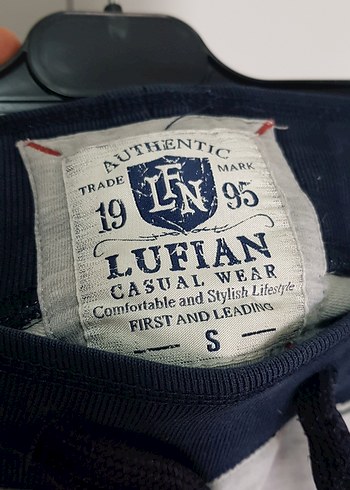 AUTHENTIC
TRADE MARK
LFN
19 95
LUFIAN
CASUAL WEAR
Comfortable and Stylish Lifestyle
FIRST AND LEADING
S